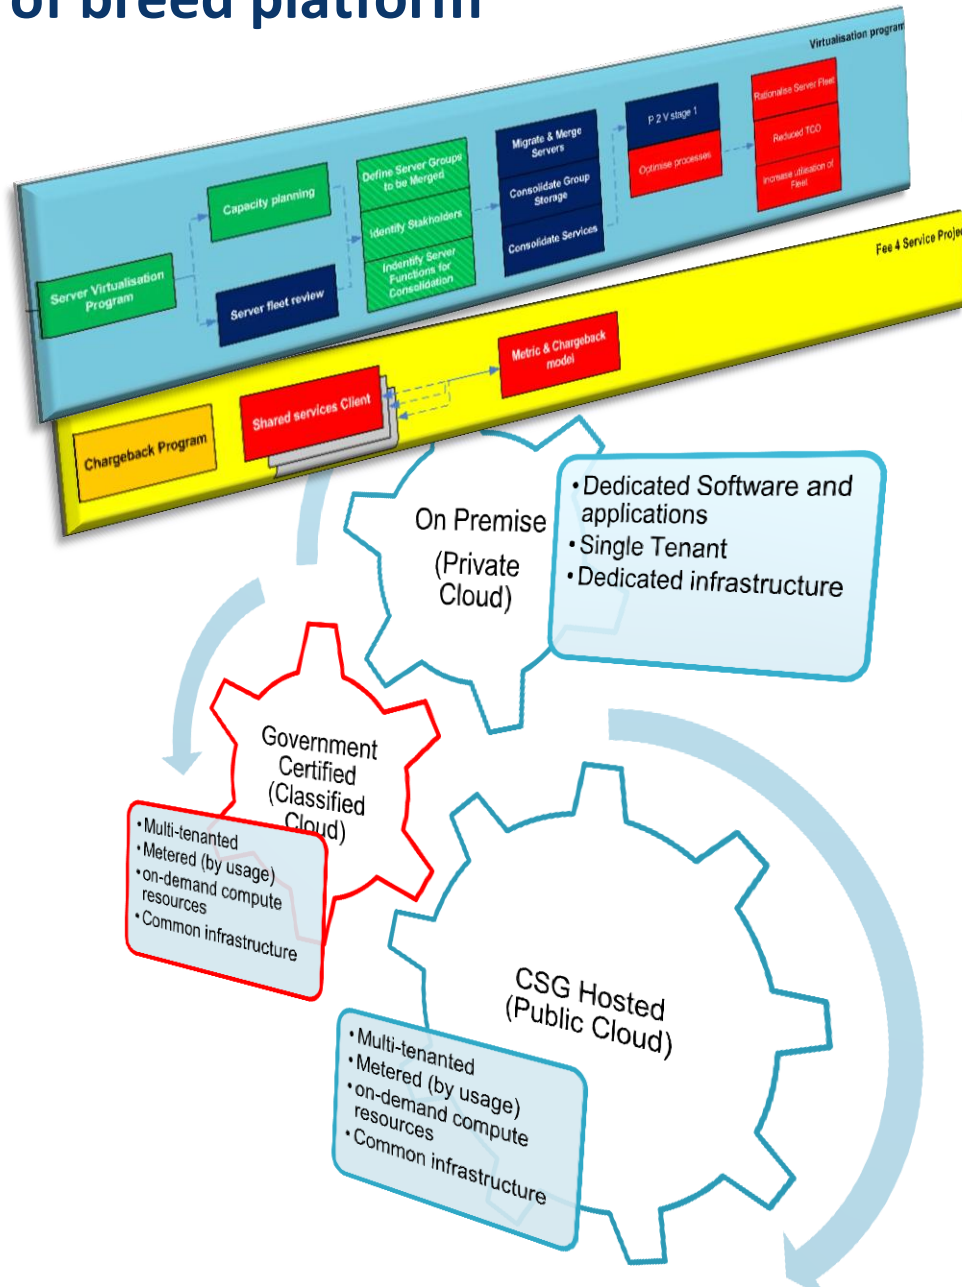 of breed platform
Virtualisation program
Server Virtualisation
Program
Capacity planning
Server fleet review
Define Server Groups
to be Merged
Identify Stakholders
Indentify Server
Functions for
Consolidation
Migrate & Merge
Servers
Consolidate Group
Storage
Consolidate Services
P 2 V stage 1
Optimise processes
Rationalise Server Fleet
Reduced TCO
Increase utilisation of
Fleet
Fee 4 Service Projec
Chargeback Program
Shared services Client
Metric & Chargeback
model
On Premise
(Private
Cloud)
•Dedicated Software and
applications
•Single Tenant
•Dedicated infrastructure
Government
Certified
(Classified
Cloud)
•Multi-tenanted
•Metered (by usage)
•on-demand compute
resources
•Common infrastructure
CSG Hosted
(Public Cloud)
•Multi-tenanted
•Metered (by usage)
•on-demand compute
resources
•Common infrastructure